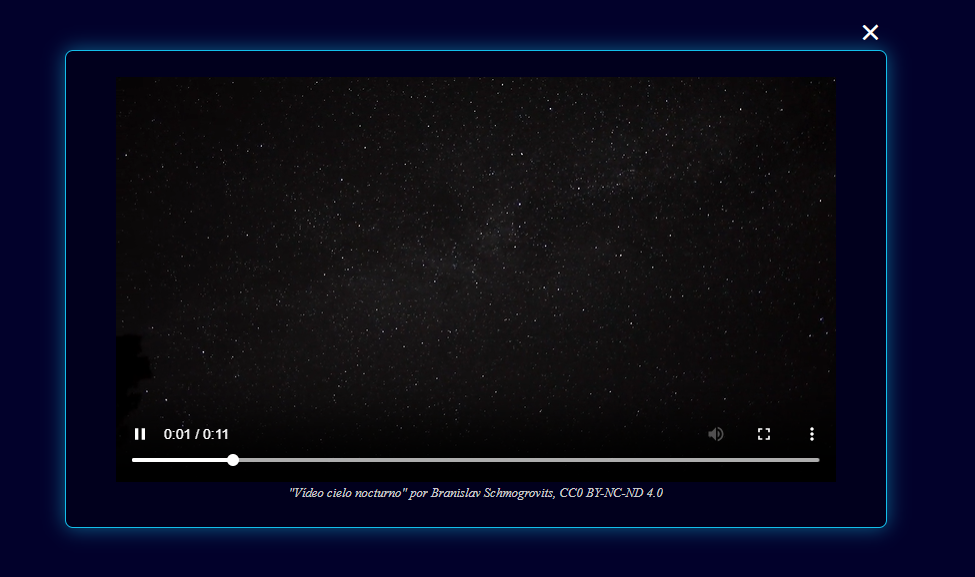 0:01 / 0:11
"Video cielo nocturno" por Branislav Schmogrovits, CC0 BY-NC-ND 4.0